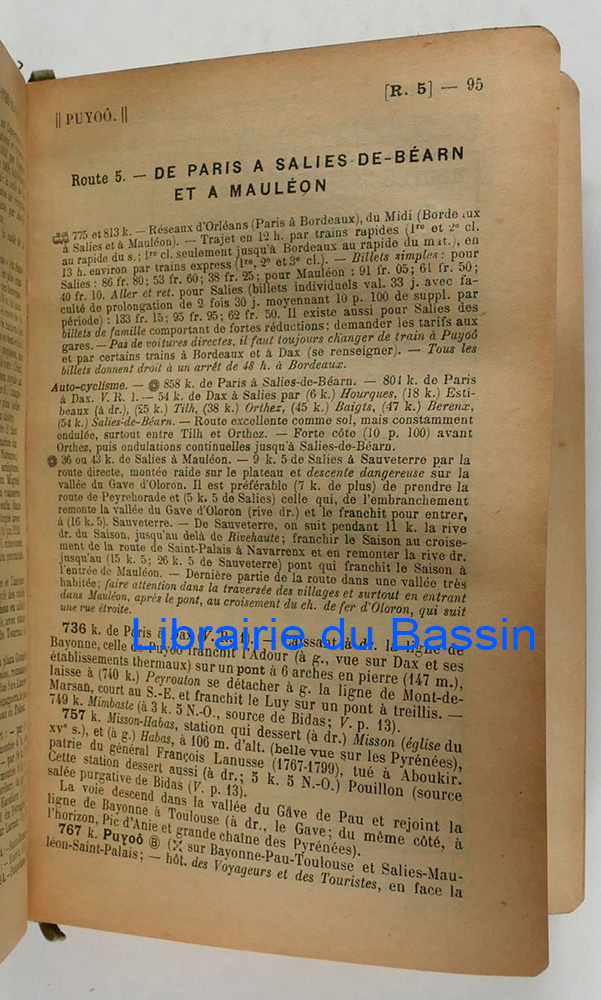 [R. 5] — 95
|| PUYOÔ. ||
Route 5. — DE PARIS A SALIES-DE-BÉARN
ET A MAULÉON
775 et 813 k. — Réseaux d'Orléans (Paris à Bordeaux), du Midi (Bordeaux
à Salies et à Mauléon). — Trajet en 12 h. par trains rapides (1re et 2e cl.
au rapide du s.; 1re cl. seulement jusqu'à Bordeaux au rapide du mat.), en
13 h. environ par trains express (1re, 2e et 3e cl.). — Billets simples: pour
Salies: 86 fr. 80; 53 fr. 60; 38 fr. 25; pour Mauléon: 91 fr. 05; 61 fr. 50;
40 fr. 10. Aller et ret. pour Salies (billets individuels val. 33 j. avec fa-
culté de prolongation de 2 fois 30 j. moyennant 10 p. 100 de suppl. par
période): 133 fr. 15; 95 fr. 95; 62 fr. 50. Il existe aussi pour Salies des
billets de famille comportant de fortes réductions; demander les tarifs aux
gares. — Pas de voitures directes, il faut toujours changer de train à Puyoô
et par certains trains à Bordeaux et à Dax (se renseigner). — Tous les
billets donnent droit à un arrêt de 48 h. à Bordeaux.
Auto-cyclisme. — 858 k. de Paris à Salies-de-Béarn. — 804 k. de Paris
à Dax. V. R. 1. — 54 k. de Dax à Salies par (6 k.) Hourques, (18 k.) Esti-
beaux (à dr.), (25 k.) Tilh, (38 k.) Orthez, (45 k.) Baigts, (47 k.) Berenx,
(54 k.) Salies-de-Béarn. — Route excellente comme sol, mais constamment
ondulée, surtout entre Tilh et Orthez. — Forte côte (10 p. 100) avant
Orthez, puis ondulations continuelles jusqu'à Salies-de-Béarn.
36 ou 43 k. de Salies à Mauléon. — 9 k. 5 de Salies à Sauveterre par la
route directe, montée raide sur le plateau et descente dangereuse sur la
vallée du Gave d'Oloron. Il est préférable (7 k. de plus) de prendre la
route de Peyrehorade et (5 k. 5 de Salies) celle qui, de l'embranchement
remonte la vallée du Gave d'Oloron (rive dr.) et le franchit pour entrer,
à (16 k. 5). Sauveterre. — De Sauveterre, on suit pendant 11 k. la rive
dr. du Saison, jusqu'au delà de Rivehaute; franchir le Saison au croise-
ment de la route de Saint-Palais à Navarrenx et en remonter la rive dr.
jusqu'au (15 k. 5; 26 k. 5 de Sauveterre) pont qui franchit le Saison à
l'entrée de Mauléon. — Dernière partie de la route dans une vallée très
habitée; faire attention dans la traversée des villages et surtout en entrant
dans Mauléon, après le pont, au croisement du ch. de fer d'Oloron, qui suit
une rue étroite.
Librairie du Bassin
736 k. de Paris à Dax (V. R. 1). — Laissant à dr. la ligne de
Bayonne, celle de Puyoô franchit l'Adour (à g., vue sur Dax et ses
établissements thermaux) sur un pont à 6 arches en pierre (147 m.),
laisse à (740 k.) Peyrouton se détacher à g. la ligne de Mont-de-
Marsan, court au S.-E. et franchit le Luy sur un pont à treillis. —
749 k. Mimbaste (à 3 k. 5 N.-O., source de Bidas; V. p. 13).
757 k. Misson-Habas, station qui dessert (à dr.) Misson (église du
XVe s.), et (à g.) Habas, à 106 m. d'alt. (belle vue sur les Pyrénées),
patrie du général François Lanusse (1767-1799), tué à Aboukir.
Cette station dessert aussi (à dr.; 5 k. 5 N.-O.) Pouillon (source
salée purgative de Bidas (V. p. 13).
La voie descend dans la vallée du Gave de Pau et rejoint la
ligne de Bayonne à Toulouse (à dr., le Gave; du même côté, à
l'horizon, Pic d'Anie et grande chaîne des Pyrénées).
767 k. Puyoô (B) (X sur Bayonne-Pau-Toulouse et Salies-Mau-
léon-Saint-Palais; — hôt. des Voyageurs et des Touristes, en face la